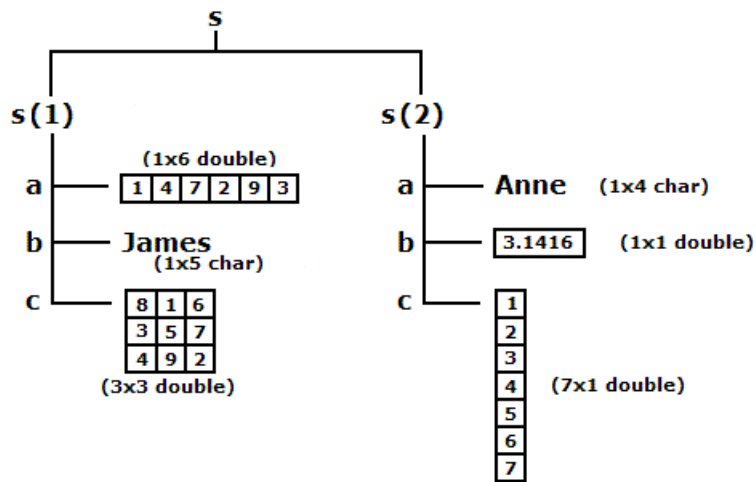 s
s(1)
a
(1x6 double)
1 4 7 2 9 3
b
James
(1x5 char)
c
8 1 6
3 5 7
4 9 2
(3x3 double)
s(2)
a
Anne (1x4 char)
b
3.1416 (1x1 double)
c
1
2
3
4
5
6
7
(7x1 double)